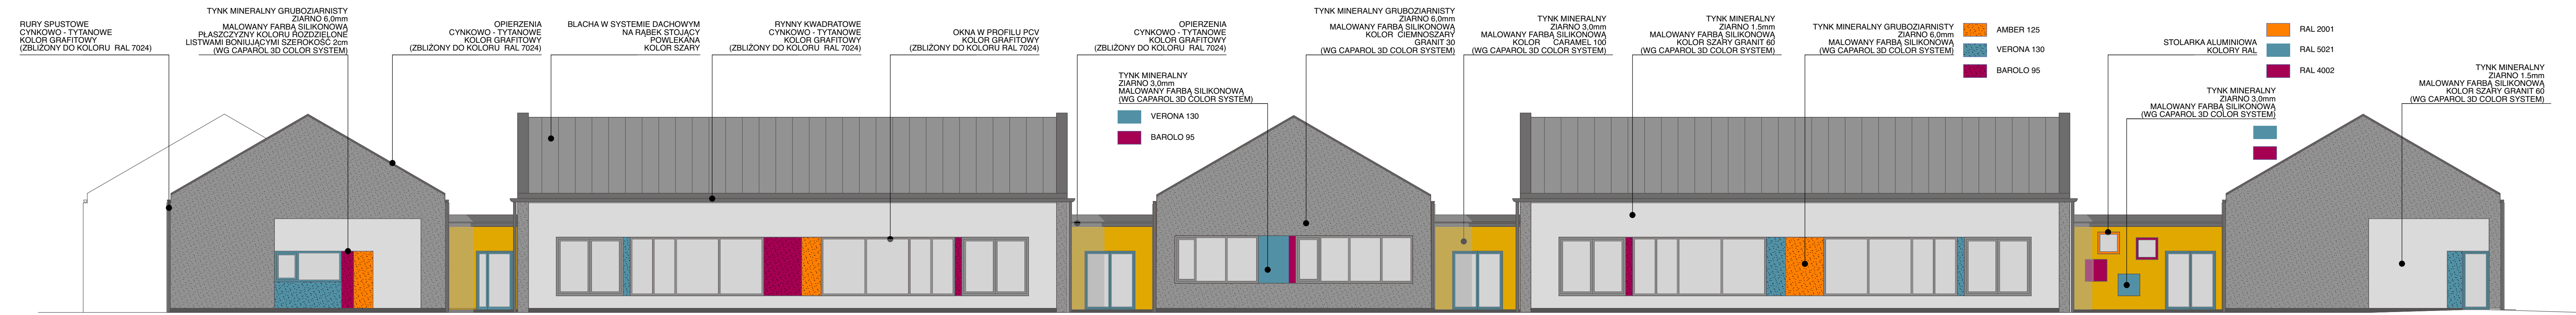 RURY SPUSTOWE
CYNKOWO - TYTANOWE
KOLOR GRAFITOWY
(ZBLIŻONY DO KOLORU  RAL 7024)
TYNK MINERALNY GRUBOZIARNISTY
ZIARNO 6,0mm
MALOWANY FARBĄ SILIKONOWĄ
PŁASZCZYZNY KOLORU ROZDZIELONE
LISTWAMI BONIUJĄCYMI SZEROKOŚĆ 2cm
(WG CAPAROL 3D COLOR SYSTEM)
OPIERZENIA
CYNKOWO - TYTANOWE
KOLOR GRAFITOWY
(ZBLIŻONY DO KOLORU  RAL 7024)
BLACHA W SYSTEMIE DACHOWYM
NA RĄBEK STOJĄCY
POWLEKANA
KOLOR SZARY
RYNNY KWADRATOWE
CYNKOWO - TYTANOWE
KOLOR GRAFITOWY
(ZBLIŻONY DO KOLORU  RAL 7024)
OKNA W PROFILU PCV
KOLOR GRAFITOWY
(ZBLIŻONY DO KOLORU RAL 7024)
OPIERZENIA
CYNKOWO - TYTANOWE
KOLOR GRAFITOWY
(ZBLIŻONY DO KOLORU  RAL 7024)
TYNK MINERALNY
ZIARNO 3,0mm
MALOWANY FARBĄ SILIKONOWĄ
(WG CAPAROL 3D COLOR SYSTEM)
VERONA 130
BAROLO 95
TYNK MINERALNY GRUBOZIARNISTY
ZIARNO 6,0mm
MALOWANY FARBĄ SILIKONOWĄ
KOLOR  CIEMNOSZARY
GRANIT 30
(WG CAPAROL 3D COLOR SYSTEM)
TYNK MINERALNY
ZIARNO 3,0mm
MALOWANY FARBĄ SILIKONOWĄ
KOLOR  CARAMEL 100
(WG CAPAROL 3D COLOR SYSTEM)
TYNK MINERALNY
ZIARNO 1.5mm
MALOWANY FARBĄ SILIKONOWĄ
KOLOR SZARY GRANIT 60
(WG CAPAROL 3D COLOR SYSTEM)
TYNK MINERALNY GRUBOZIARNISTY
ZIARNO 6,0mm
MALOWANY FARBĄ SILIKONOWĄ
(WG CAPAROL 3D COLOR SYSTEM)
AMBER 125
VERONA 130
BAROLO 95
STOLARKA ALUMINIOWA
KOLORY RAL
RAL 2001
RAL 5021
RAL 4002
TYNK MINERALNY
ZIARNO 3,0mm
MALOWANY FARBĄ SILIKONOWĄ
(WG CAPAROL 3D COLOR SYSTEM)
TYNK MINERALNY
ZIARNO 1.5mm
MALOWANY FARBĄ SILIKONOWĄ
KOLOR SZARY GRANIT 60
(WG CAPAROL 3D COLOR SYSTEM)